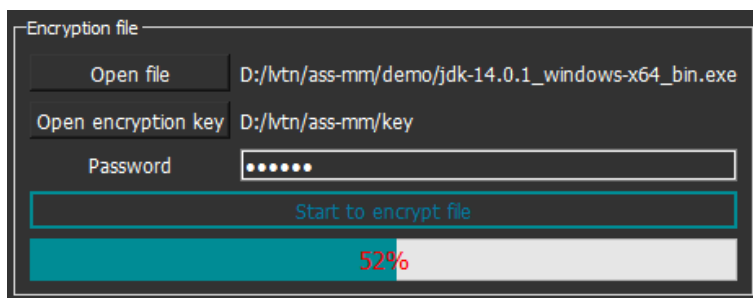 Encryption file
Open file D:/lvtn/ass-mm/demo/jdk-14.0.1_windows-x64_bin.exe
Open encryption key D:/lvtn/ass-mm/key
Password ••••••
Start to encrypt file
52%